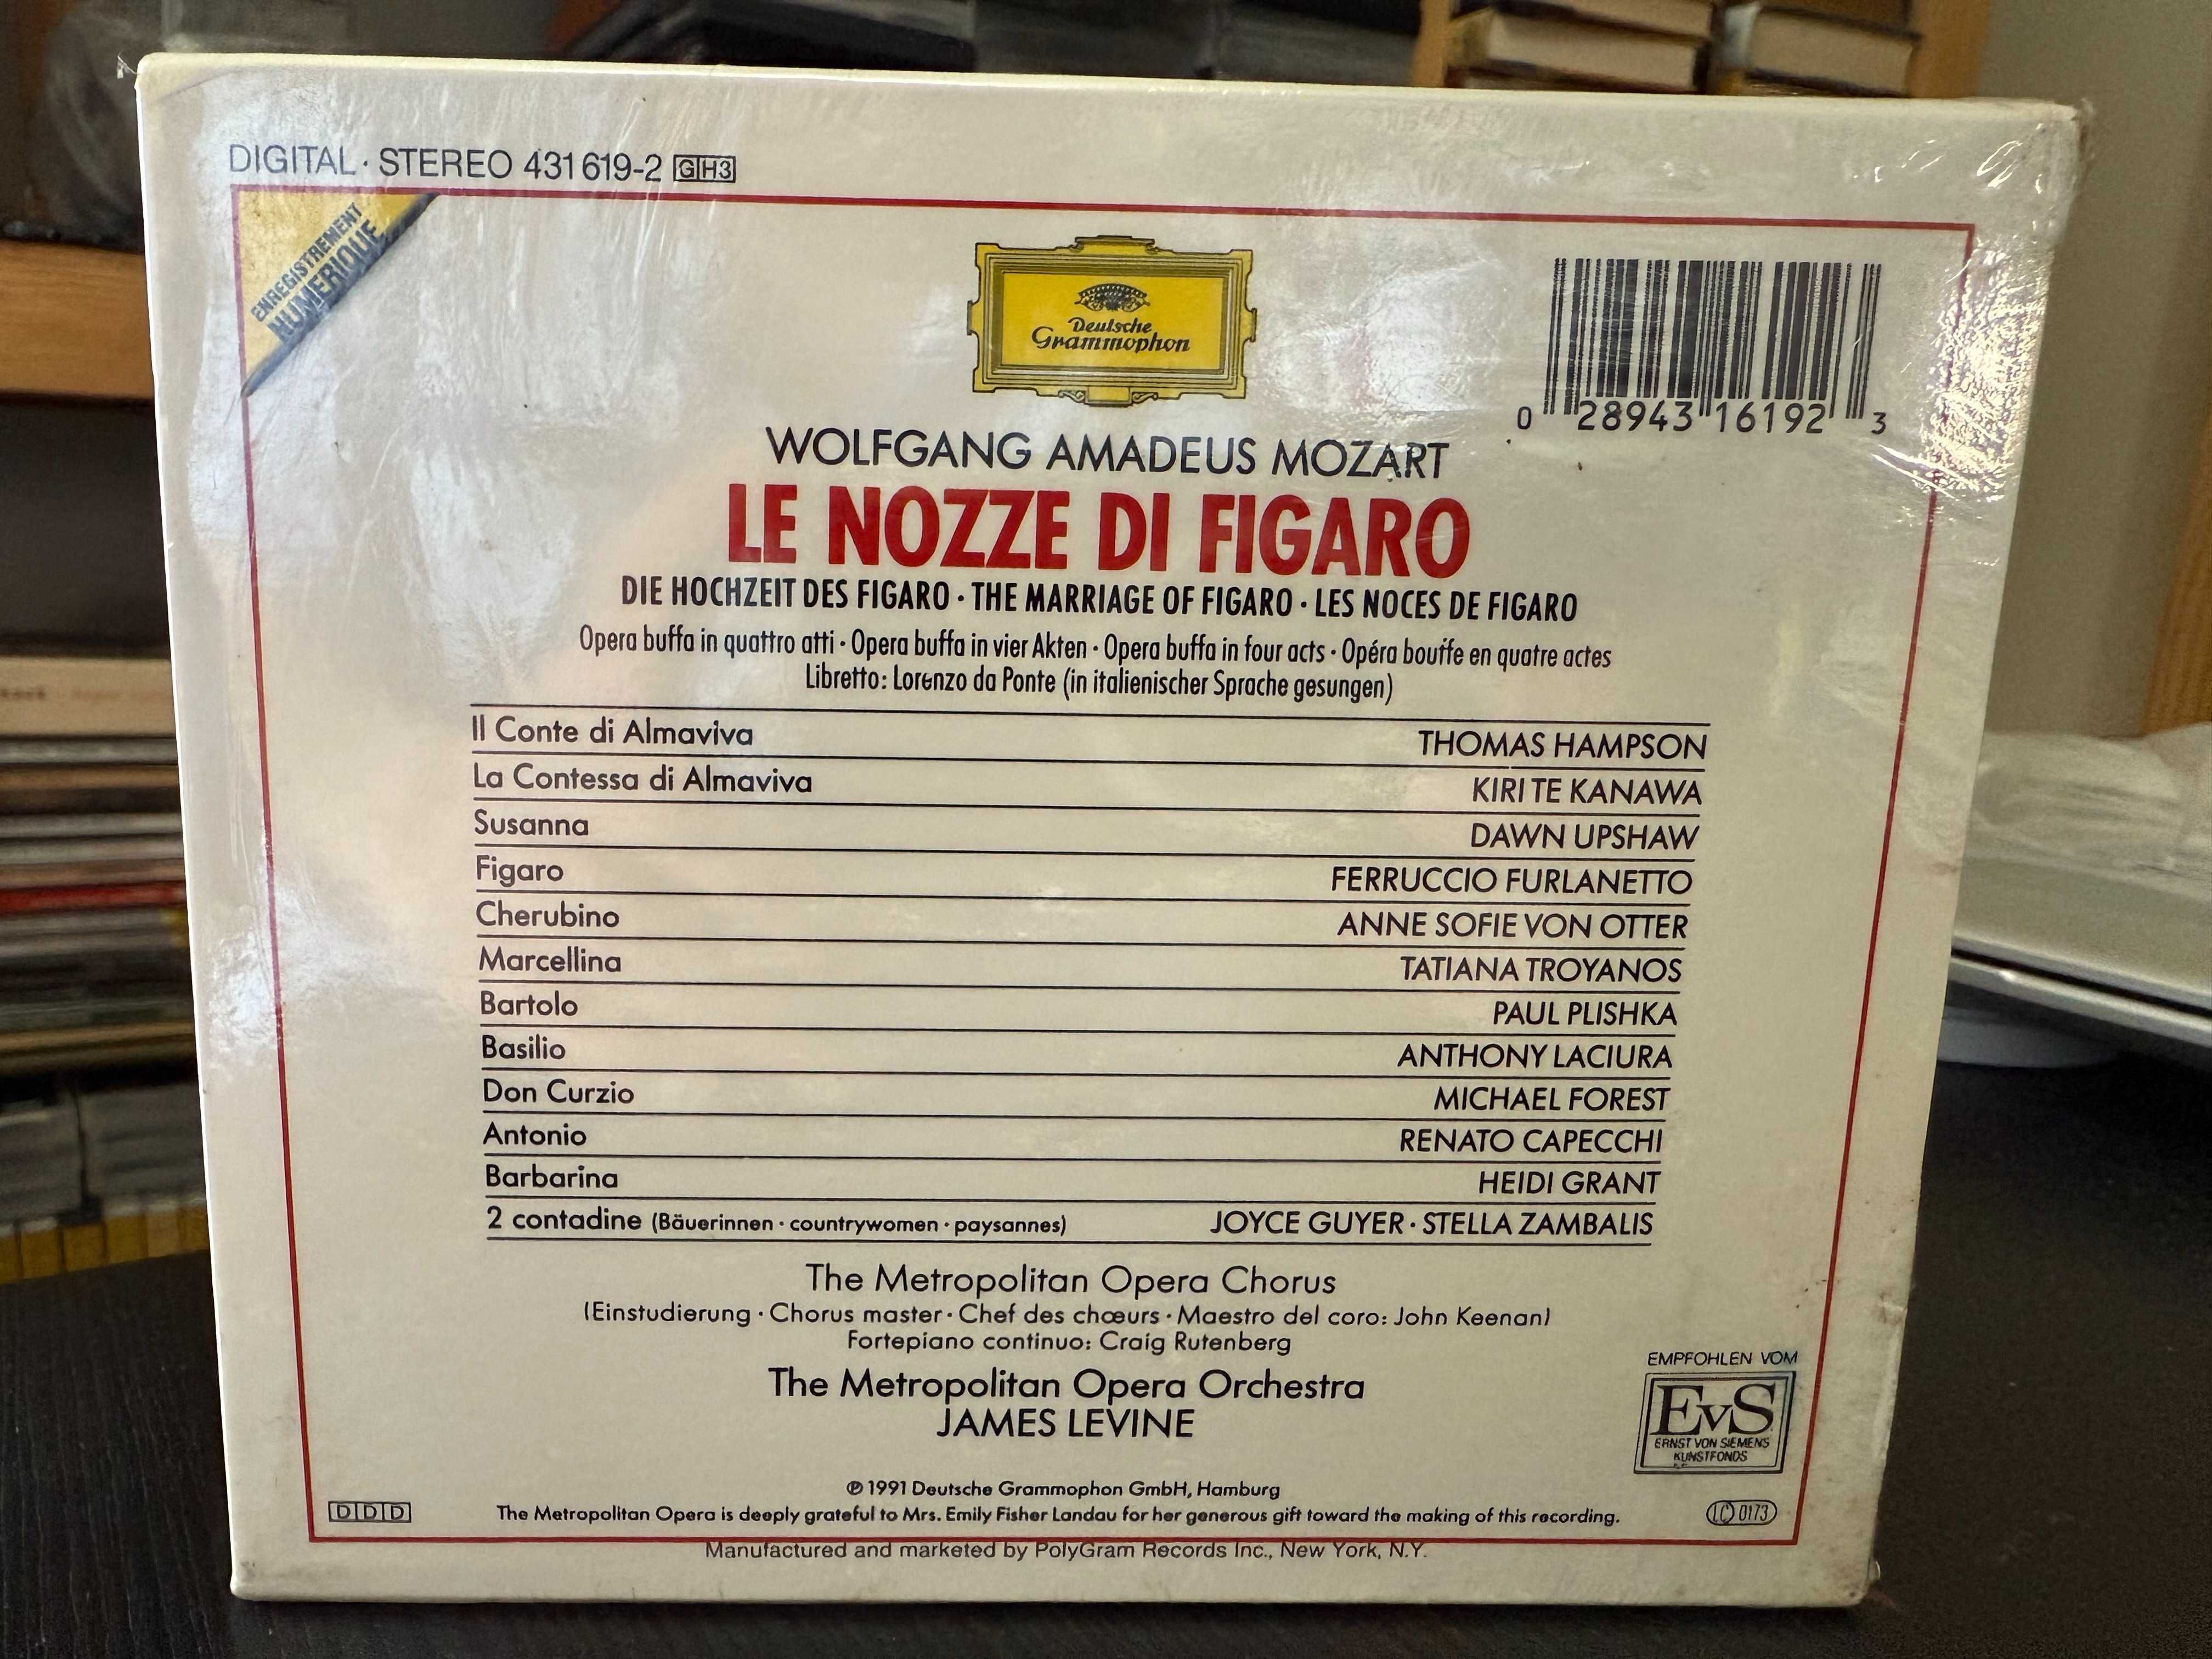 DIGITAL · STEREO 431 619-2 GH3
ENREGISTREMENT
NUMERIQUE
Deutsche
Grammophon
0 28943 16192 3
WOLFGANG AMADEUS MOZART
LE NOZZE DI FIGARO
DIE HOCHZEIT DES FIGARO · THE MARRIAGE OF FIGARO · LES NOCES DE FIGARO
Opera buffa in quattro atti · Opera buffa in vier Akten · Opera buffa in four acts · Opéra bouffe en quatre actes
Libretto: Lorenzo da Ponte (in italienischer Sprache gesungen)
Il Conte di Almaviva THOMAS HAMPSON
La Contessa di Almaviva KIRI TE KANAWA
Susanna DAWN UPSHAW
Figaro FERRUCCIO FURLANETTO
Cherubino ANNE SOFIE VON OTTER
Marcellina TATIANA TROYANOS
Bartolo PAUL PLISHKA
Basilio ANTHONY LACIURA
Don Curzio MICHAEL FOREST
Antonio RENATO CAPECCHI
Barbarina HEIDI GRANT
2 contadine (Bäuerinnen · countrywomen · paysannes) JOYCE GUYER · STELLA ZAMBALIS
The Metropolitan Opera Chorus
(Einstudierung · Chorus master · Chef des chœurs · Maestro del coro: John Keenan)
Fortepiano continuo: Craig Rutenberg
The Metropolitan Opera Orchestra
JAMES LEVINE
EMPFOHLEN VOM
EvS
ERNST VON SIEMENS
KUNSTFONDS
℗ 1991 Deutsche Grammophon GmbH, Hamburg
DDD
The Metropolitan Opera is deeply grateful to Mrs. Emily Fisher Landau for her generous gift toward the making of this recording.
LC 0173
Manufactured and marketed by PolyGram Records Inc., New York, N.Y.